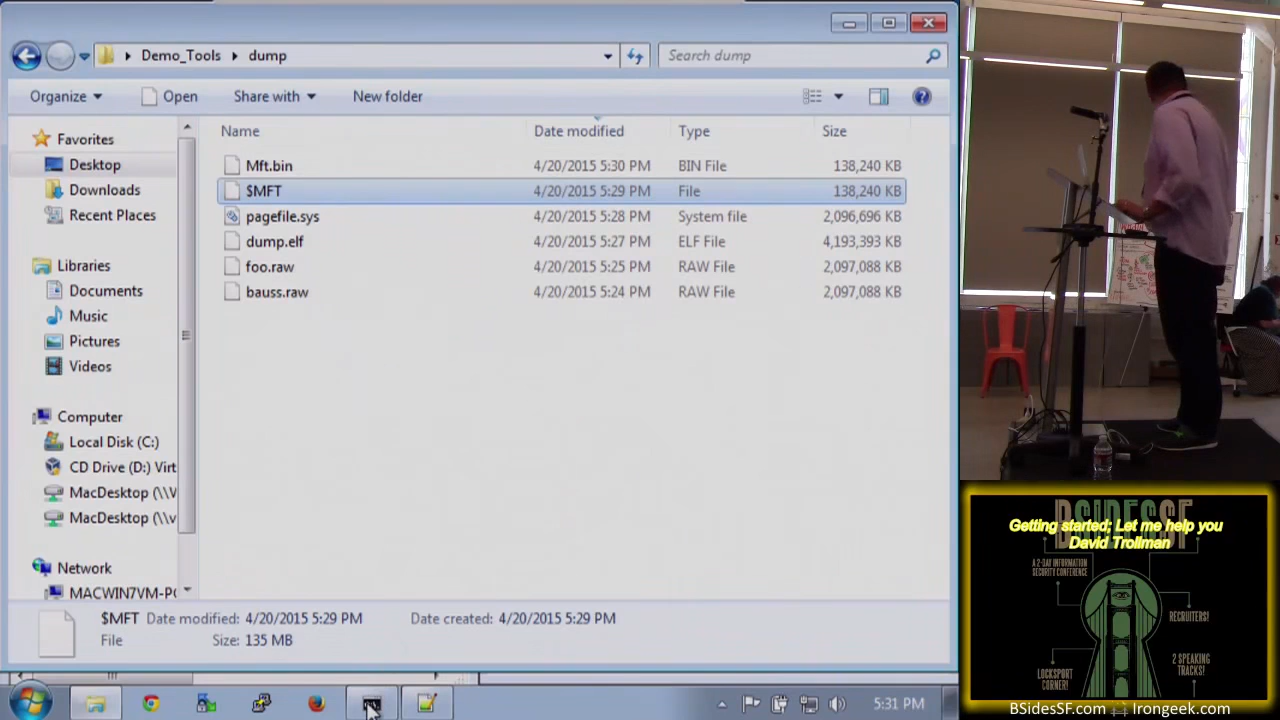 Demo_Tools dump
Search dump
Organize Open Share with New folder
Name Date modified Type Size
Favorites
Desktop
Downloads
Recent Places
Libraries
Documents
Music
Pictures
Videos
Computer
Local Disk (C:)
CD Drive (D:) Virt
MacDesktop (\\V
MacDesktop (\\v
Network
MACWIN7VM-PC
Mft.bin 4/20/2015 5:30 PM BIN File 138,240 KB
$MFT 4/20/2015 5:29 PM File 138,240 KB
pagefile.sys 4/20/2015 5:28 PM System file 2,096,696 KB
dump.elf 4/20/2015 5:27 PM ELF File 4,193,393 KB
foo.raw 4/20/2015 5:25 PM RAW File 2,097,088 KB
bauss.raw 4/20/2015 5:24 PM RAW File 2,097,088 KB
$MFT Date modified: 4/20/2015 5:29 PM Date created: 4/20/2015 5:29 PM
File Size: 135 MB
5:31 PM
BSIDESSF
Getting started; Let me help you
David Trollman
A 2-DAY INFORMATION
SECURITY CONFERENCE
RECRUITERS!
LOCKSPORT
CORNER!
2 SPEAKING
TRACKS!
BSidesSF.com Irongeek.com